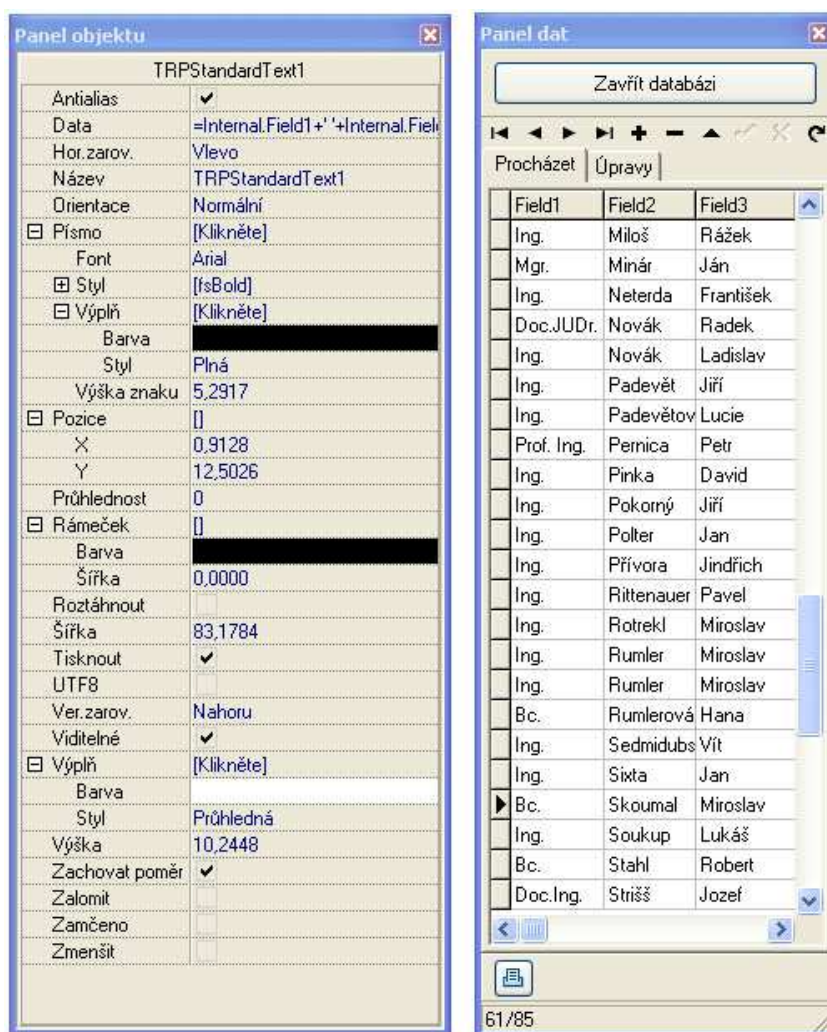 Panel objektu
TRPStandardText1
Antialias
Data =Internal.Field1+' '+Internal.Fiel
Hor.zarov. Vlevo
Název TRPStandardText1
Orientace Normální
Písmo [Klikněte]
Font Arial
Styl [fsBold]
Výplň [Klikněte]
Barva
Styl Plná
Výška znaku 5,2917
Pozice []
X 0,9128
Y 12,5026
Průhlednost 0
Rámeček []
Barva
Šířka 0,0000
Roztáhnout
Šířka 83,1784
Tisknout
UTF8
Ver.zarov. Nahoru
Viditelné
Výplň [Klikněte]
Barva
Styl Průhledná
Výška 10,2448
Zachovat poměr
Zalomit
Zamčeno
Zmenšit
Panel dat
Zavřít databázi
Procházet Úpravy
Field1 Field2 Field3
Ing. Miloš Rážek
Mgr. Minár Ján
Ing. Neterda František
Doc.JUDr. Novák Radek
Ing. Novák Ladislav
Ing. Padevět Jiří
Ing. Padevětov Lucie
Prof. Ing. Pernica Petr
Ing. Pinka David
Ing. Pokorný Jiří
Ing. Polter Jan
Ing. Přívora Jindřich
Ing. Rittenauer Pavel
Ing. Rotrekl Miroslav
Ing. Rumler Miroslav
Ing. Rumler Miroslav
Bc. Rumlerová Hana
Ing. Sedmidubs Vít
Ing. Sixta Jan
Bc. Skoumal Miroslav
Ing. Soukup Lukáš
Bc. Stahl Robert
Doc.Ing. Strišš Jozef
61/85